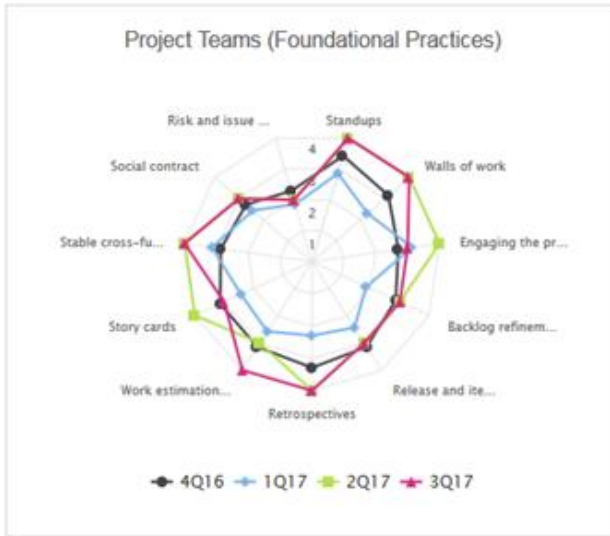 Project Teams (Foundational Practices)
Risk and issue ...
Standups
Social contract
Walls of work
Stable cross-fu...
Engaging the pr...
Story cards
Backlog refinem...
Work estimation...
Release and ite...
Retrospectives
4
3
2
1
4Q16 1Q17 2Q17 3Q17